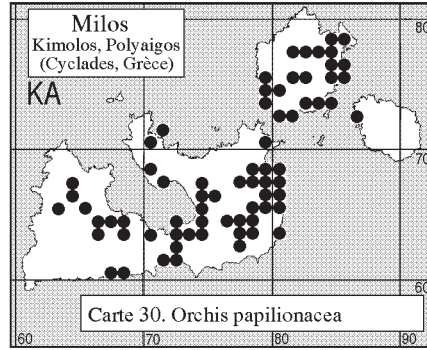 Milos
Kimolos, Polyaigos
(Cyclades, Grèce)
KA
80
70
60
Carte 30. Orchis papilionacea
60 70 80 90